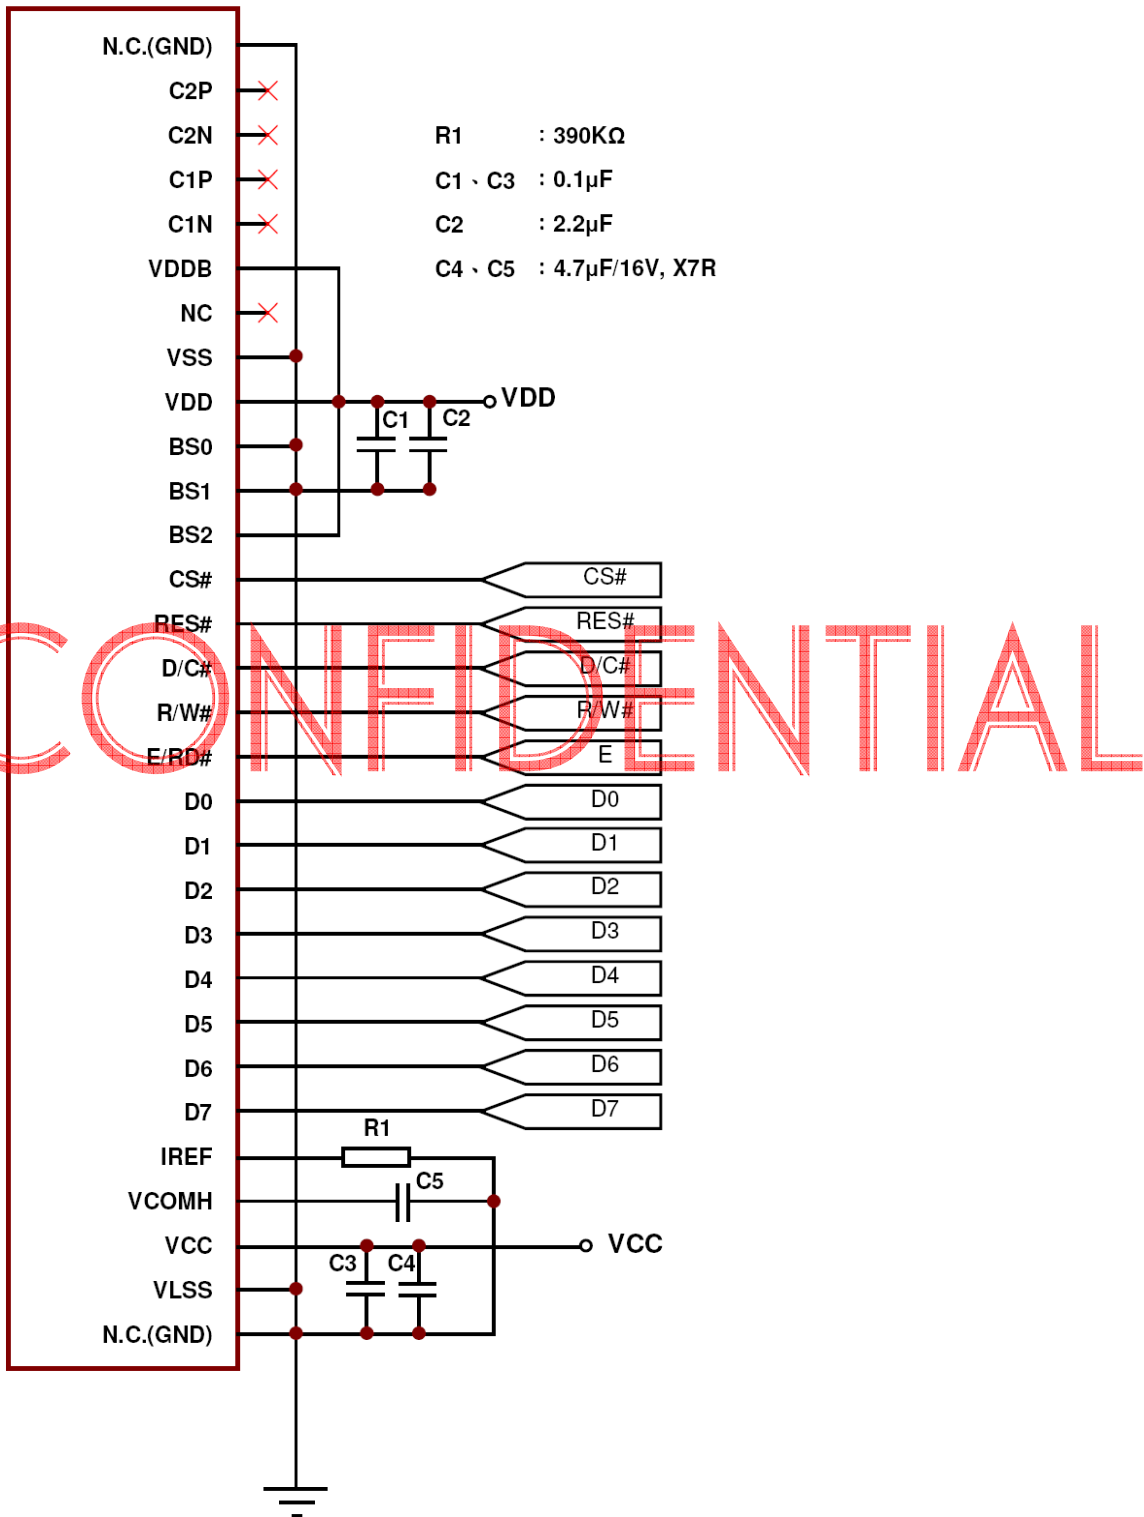 N.C.(GND)
C2P
C2N
R1 : 390KΩ
C1P
C1、C3 : 0.1µF
C1N
C2 : 2.2µF
VDDB
C4、C5 : 4.7µF/16V, X7R
NC
VSS
VDD
VDD
C1 C2
BS0
BS1
BS2
CS# CS#
RES# RES#
D/C# D/C#
CONFIDENTIAL
R/W# R/W#
E/RD# E
D0 D0
D1 D1
D2 D2
D3 D3
D4 D4
D5 D5
D6 D6
D7 D7
R1
IREF
C5
VCOMH
VCC VCC
C3 C4
VLSS
N.C.(GND)